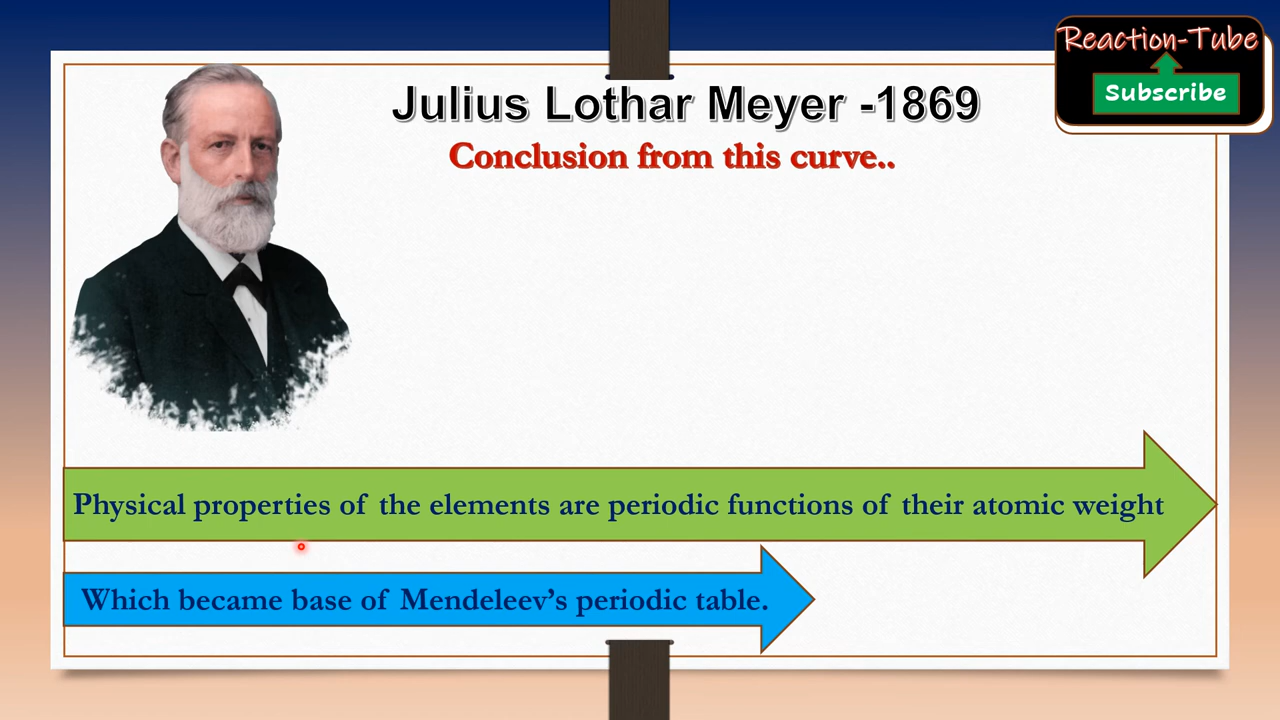 Reaction-Tube
Subscribe
Julius Lothar Meyer -1869
Conclusion from this curve..
Physical properties of the elements are periodic functions of their atomic weight
Which became base of Mendeleev's periodic table.